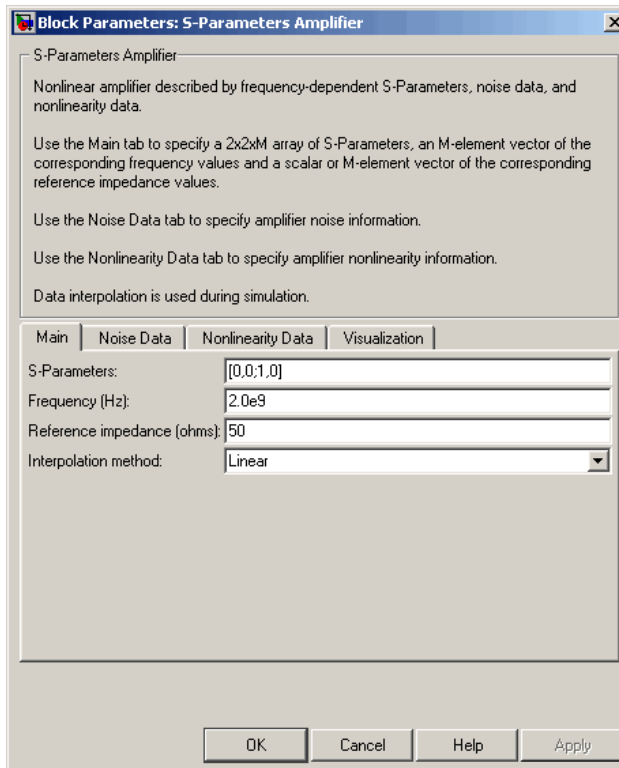 Block Parameters: S-Parameters Amplifier
S-Parameters Amplifier
Nonlinear amplifier described by frequency-dependent S-Parameters, noise data, and
nonlinearity data.
Use the Main tab to specify a 2x2xM array of S-Parameters, an M-element vector of the
corresponding frequency values and a scalar or M-element vector of the corresponding
reference impedance values.
Use the Noise Data tab to specify amplifier noise information.
Use the Nonlinearity Data tab to specify amplifier nonlinearity information.
Data interpolation is used during simulation.
Main Noise Data Nonlinearity Data Visualization
S-Parameters: [0,0;1,0]
Frequency (Hz): 2.0e9
Reference impedance (ohms): 50
Interpolation method: Linear
OK Cancel Help Apply